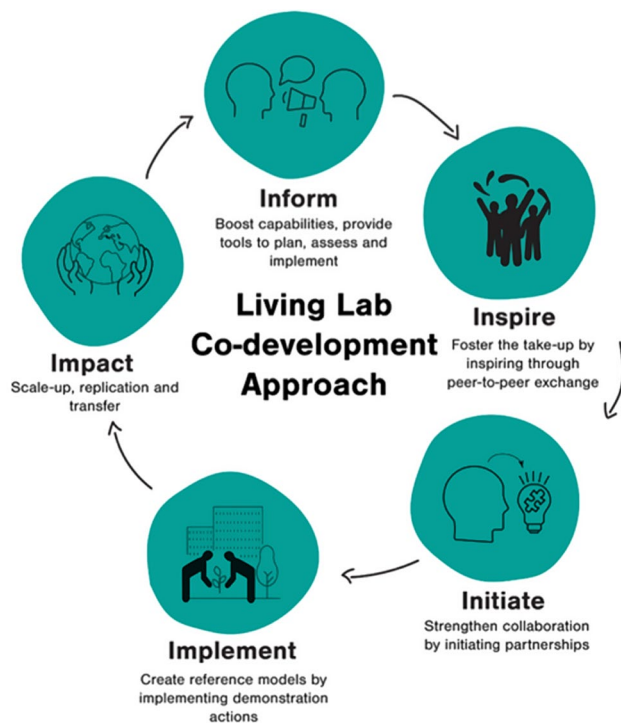 Inform
Boost capabilities, provide
tools to plan, assess and
implement
Inspire
Foster the take-up by
inspiring through
peer-to-peer exchange
Living Lab
Co-development
Approach
Impact
Scale-up, replication and
transfer
Initiate
Strengthen collaboration
by initiating partnerships
Implement
Create reference models by
implementing demonstration
actions